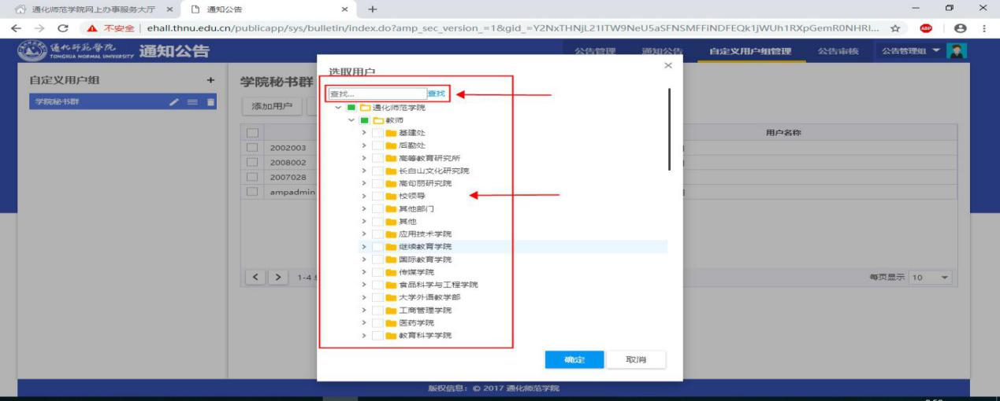 通化师范学院网上办事服务大厅 × 通知公告 × +
不安全 | ehall.thnu.edu.cn/publicapp/sys/bulletin/index.do?amp_sec_version_=1&gid_=Y2NxTHNjL21ITW9NeU5aSFNSMFFiNDFEQk1jWUh1RXpGemR0NHRl... ABP
通化师范学院 TONGHUA NORMAL UNIVERSITY 通知公告 公告管理 通知公告 自定义用户组管理 公告审核 公告管理组
自定义用户组 +
学院秘书群
学院秘书群
添加用户
用户名称
2002003
2008002
2007028
ampadmin
1-4
每页显示 10
选取用户 ×
查找... 查找
通化师范学院
教师
基建处
后勤处
高等教育研究所
长白山文化研究院
高句丽研究院
校领导
其他部门
其他
应用技术学院
继续教育学院
国际教育学院
传媒学院
食品科学与工程学院
大学外语教学部
工商管理学院
医药学院
教育科学学院
确定 取消
版权信息：© 2017 通化师范学院